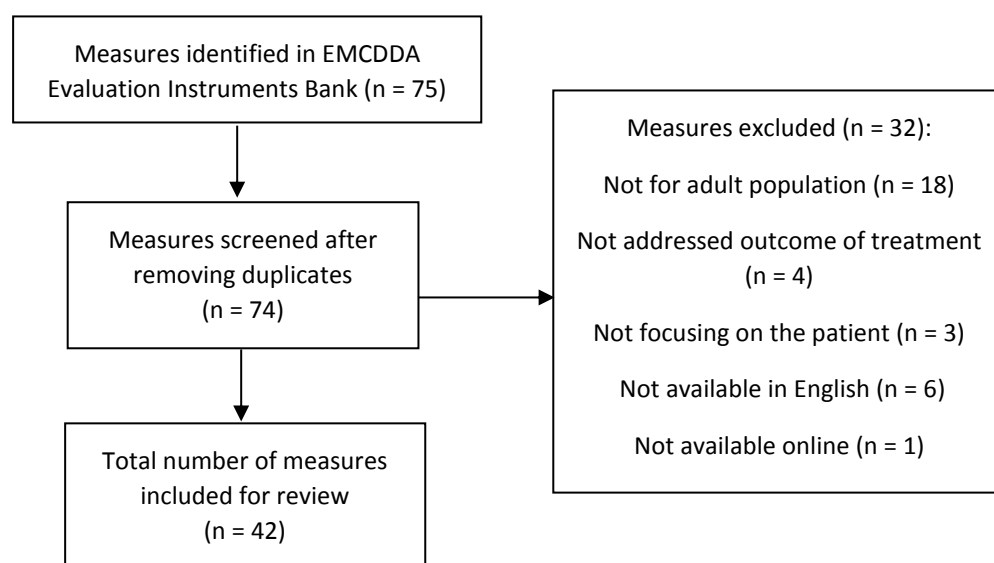 Measures identified in EMCDDA
Evaluation Instruments Bank (n = 75)
Measures screened after
removing duplicates
(n = 74)
Total number of measures
included for review
(n = 42)
Measures excluded (n = 32):
Not for adult population (n = 18)
Not addressed outcome of treatment
(n = 4)
Not focusing on the patient (n = 3)
Not available in English (n = 6)
Not available online (n = 1)